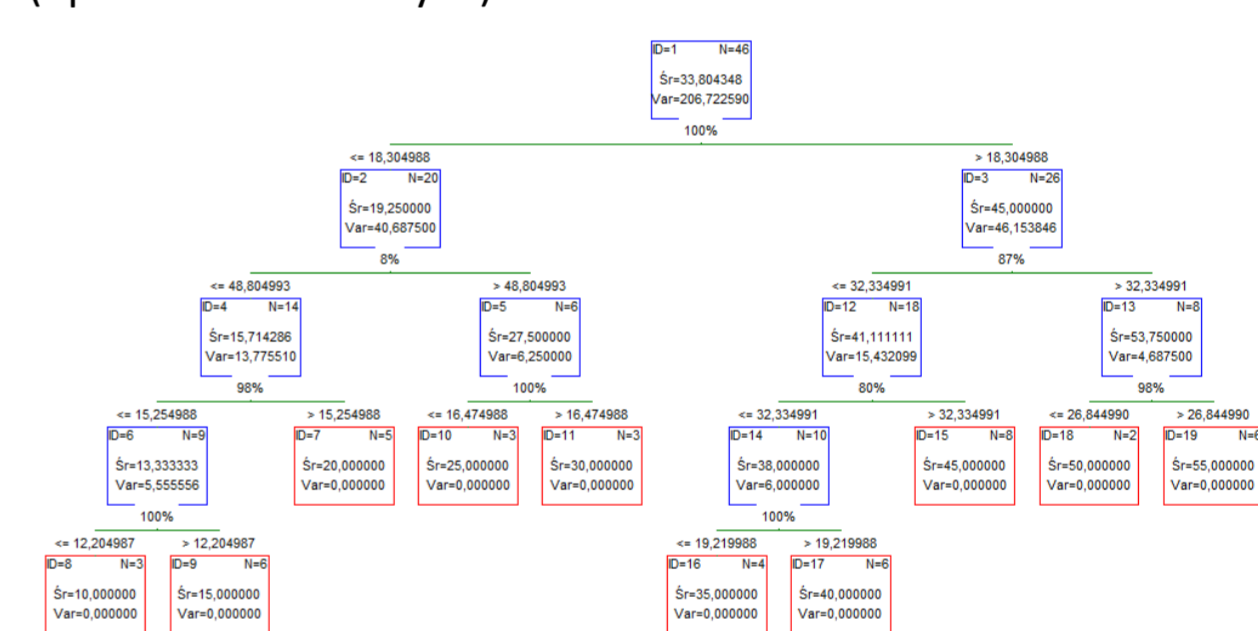 ID=1 N=46
Śr=33,804348
Var=206,722590
100%
<= 18,304988 > 18,304988
ID=2 N=20 ID=3 N=26
Śr=19,250000 Śr=45,000000
Var=40,687500 Var=46,153846
8% 87%
<= 48,804993 > 48,804993 <= 32,334991 > 32,334991
ID=4 N=14 ID=5 N=6 ID=12 N=18 ID=13 N=8
Śr=15,714286 Śr=27,500000 Śr=41,111111 Śr=53,750000
Var=13,775510 Var=6,250000 Var=15,432099 Var=4,687500
98% 100% 80% 98%
<= 15,254988 > 15,254988 <= 16,474988 > 16,474988 <= 32,334991 > 32,334991 <= 26,844990 > 26,844990
ID=6 N=9 ID=7 N=5 ID=10 N=3 ID=11 N=3 ID=14 N=10 ID=15 N=8 ID=18 N=2 ID=19 N=6
Śr=13,333333 Śr=20,000000 Śr=25,000000 Śr=30,000000 Śr=38,000000 Śr=45,000000 Śr=50,000000 Śr=55,000000
Var=5,555556 Var=0,000000 Var=0,000000 Var=0,000000 Var=6,000000 Var=0,000000 Var=0,000000 Var=0,000000
100% 100%
<= 12,204987 > 12,204987 <= 19,219988 > 19,219988
ID=8 N=3 ID=9 N=6 ID=16 N=4 ID=17 N=6
Śr=10,000000 Śr=15,000000 Śr=35,000000 Śr=40,000000
Var=0,000000 Var=0,000000 Var=0,000000 Var=0,000000